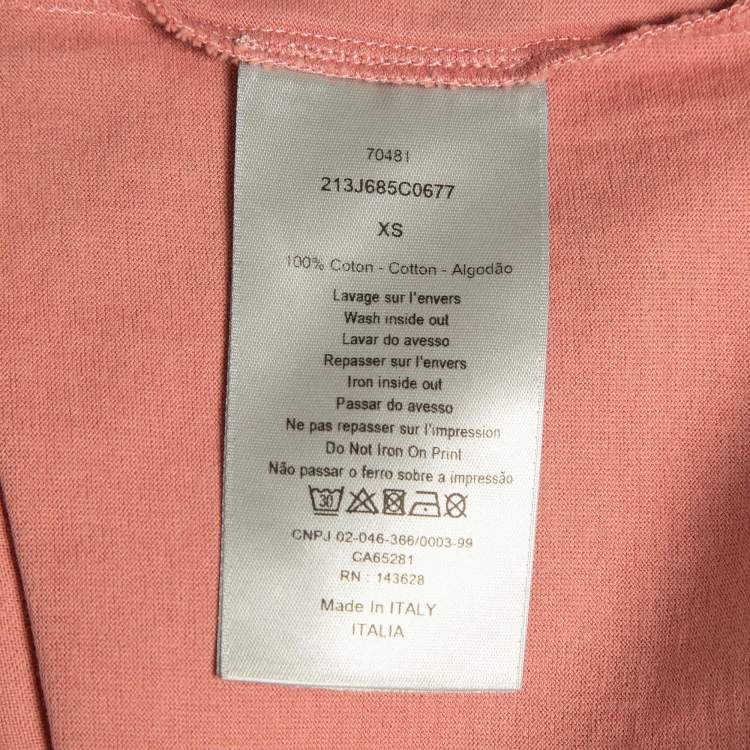 70481
213J685C0677
XS
100% Coton - Cotton - Algodão
Lavage sur l'envers
Wash inside out
Lavar do avesso
Repasser sur l'envers
Iron inside out
Passar do avesso
Ne pas repasser sur l'impression
Do Not Iron On Print
Não passar o ferro sobre a impressão
30
CNPJ 02-046-366/0003-99
CA65281
RN : 143628
Made In ITALY
ITALIA